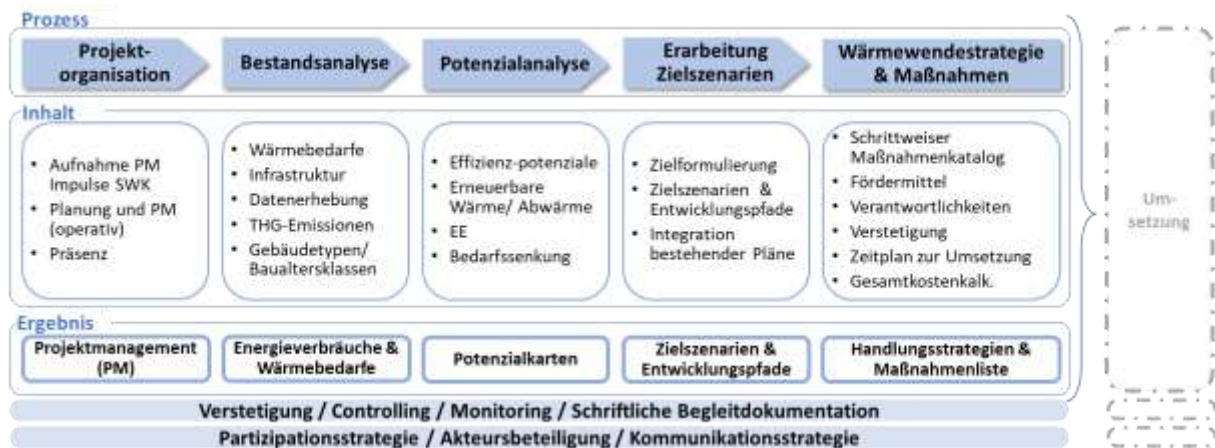 Prozess
Projekt-
organisation
Bestandsanalyse
Potenzialanalyse
Erarbeitung
Zielszenarien
Wärmewendestrategie
& Maßnahmen
Inhalt
• Aufnahme PM
Impulse SWK
• Planung und PM
(operativ)
• Präsenz
• Wärmebedarfe
• Infrastruktur
• Datenerhebung
• THG-Emissionen
• Gebäudetypen/
Baualtersklassen
• Effizienz-potenziale
• Erneuerbare
Wärme/ Abwärme
• EE
• Bedarfssenkung
• Zielformulierung
• Zielszenarien &
Entwicklungspfade
• Integration
bestehender Pläne
• Schrittweiser
Maßnahmenkatalog
• Fördermittel
• Verantwortlichkeiten
• Verstetigung
• Zeitplan zur Umsetzung
• Gesamtkostenkalk.
Um-
setzung
Ergebnis
Projektmanagement
(PM)
Energieverbräuche &
Wärmebedarfe
Potenzialkarten
Zielszenarien &
Entwicklungspfade
Handlungsstrategien &
Maßnahmenliste
Verstetigung / Controlling / Monitoring / Schriftliche Begleitdokumentation
Partizipationsstrategie / Akteursbeteiligung / Kommunikationsstrategie